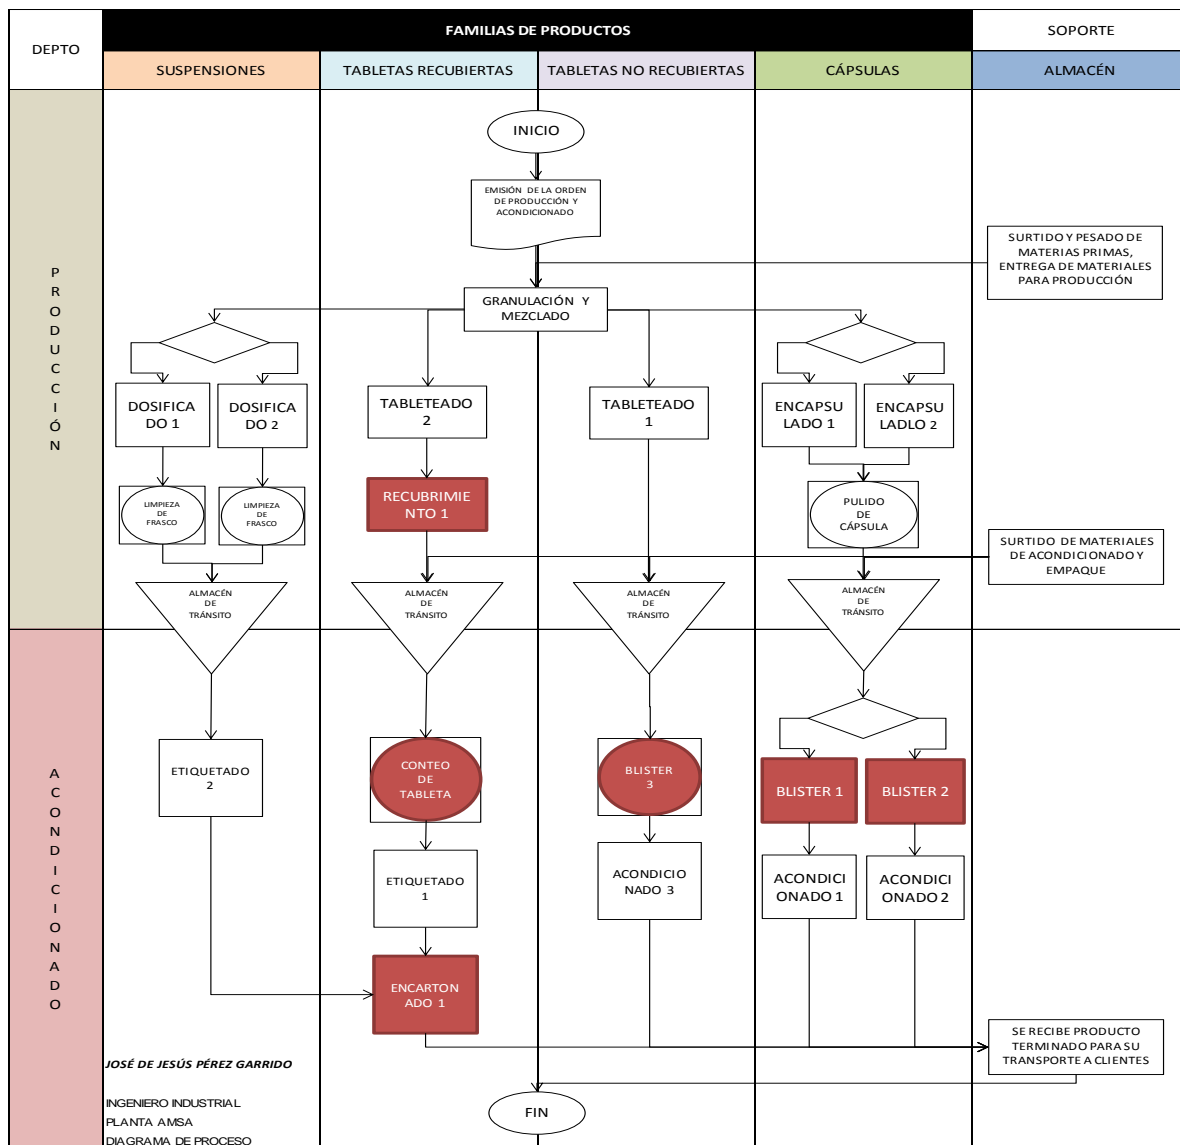 DEPTO
FAMILIAS DE PRODUCTOS
SOPORTE
SUSPENSIONES
TABLETAS RECUBIERTAS
TABLETAS NO RECUBIERTAS
CÁPSULAS
ALMACÉN
PRODUCCIÓN
INICIO
EMISIÓN DE LA ORDEN
DE PRODUCCIÓN Y
ACONDICIONADO
SURTIDO Y PESADO DE
MATERIAS PRIMAS,
ENTREGA DE MATERIALES
PARA PRODUCCIÓN
GRANULACIÓN Y
MEZCLADO
DOSIFICA
DO 1
DOSIFICA
DO 2
TABLETEADO
2
TABLETEADO
1
ENCAPSU
LADO 1
ENCAPSU
LADLO 2
LIMPIEZA
DE
FRASCO
LIMPIEZA
DE
FRASCO
RECUBRIMIE
NTO 1
PULIDO
DE
CÁPSULA
SURTIDO DE MATERIALES
DE ACONDICIONADO Y
EMPAQUE
ALMACÉN
DE
TRÁNSITO
ALMACÉN
DE
TRÁNSITO
ALMACÉN
DE
TRÁNSITO
ALMACÉN
DE
TRÁNSITO
ACONDICIONADO
ETIQUETADO
2
CONTEO
DE
TABLETA
BLISTER
3
BLISTER 1
BLISTER 2
ETIQUETADO
1
ACONDICIO
NADO 3
ACONDICI
ONADO 1
ACONDICI
ONADO 2
ENCARTON
ADO 1
SE RECIBE PRODUCTO
TERMINADO PARA SU
TRANSPORTE A CLIENTES
FIN
JOSÉ DE JESÚS PÉREZ GARRIDO
INGENIERO INDUSTRIAL
PLANTA AMSA
DIAGRAMA DE PROCESO